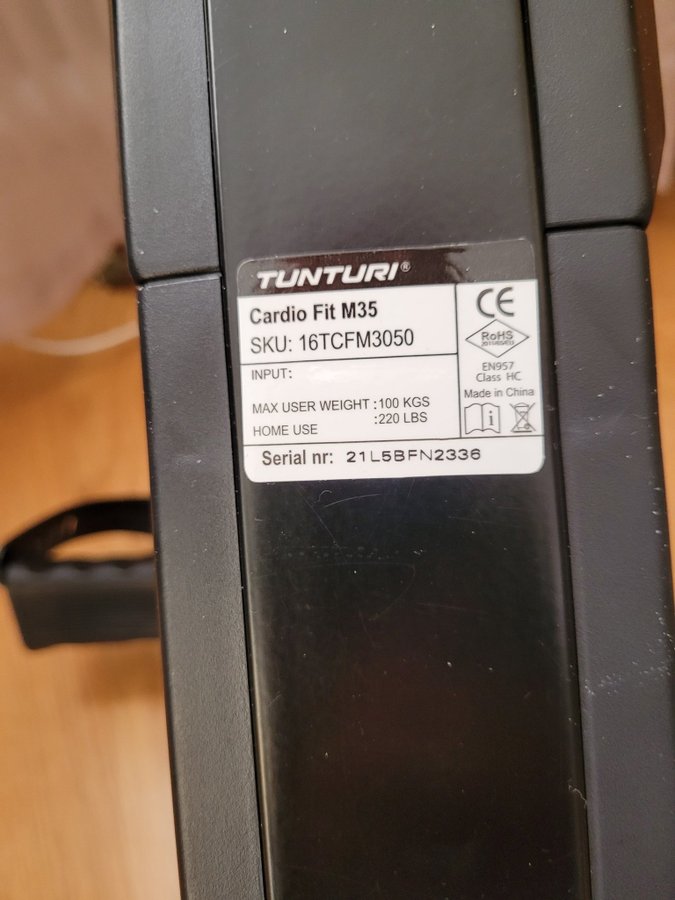 TUNTURI®
Cardio Fit M35
SKU: 16TCFM3050
INPUT:
MAX USER WEIGHT :100 KGS
:220 LBS
HOME USE
CE
RoHS
EN957
Class HC
Made in China
i
Serial nr: 21L5BFN2336